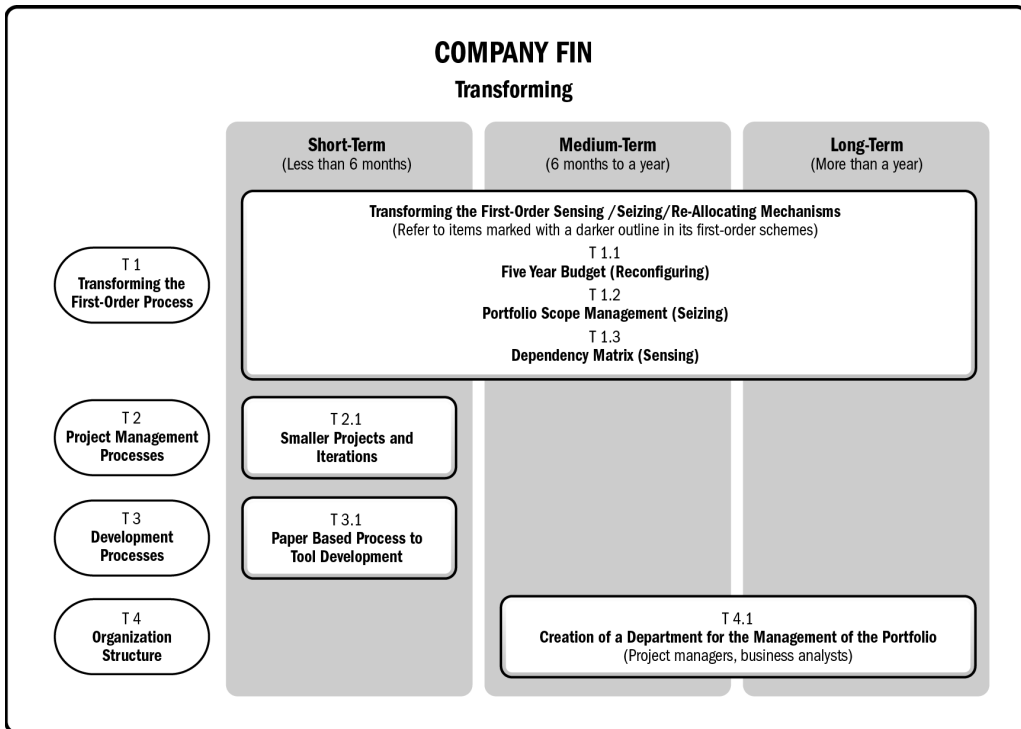 COMPANY FIN
Transforming
Short-Term
(Less than 6 months)
Medium-Term
(6 months to a year)
Long-Term
(More than a year)
T 1
Transforming the
First-Order Process
Transforming the First-Order Sensing /Seizing/Re-Allocating Mechanisms
(Refer to items marked with a darker outline in its first-order schemes)
T 1.1
Five Year Budget (Reconfiguring)
T 1.2
Portfolio Scope Management (Seizing)
T 1.3
Dependency Matrix (Sensing)
T 2
Project Management
Processes
T 2.1
Smaller Projects and
Iterations
T 3
Development
Processes
T 3.1
Paper Based Process to
Tool Development
T 4
Organization
Structure
T 4.1
Creation of a Department for the Management of the Portfolio
(Project managers, business analysts)